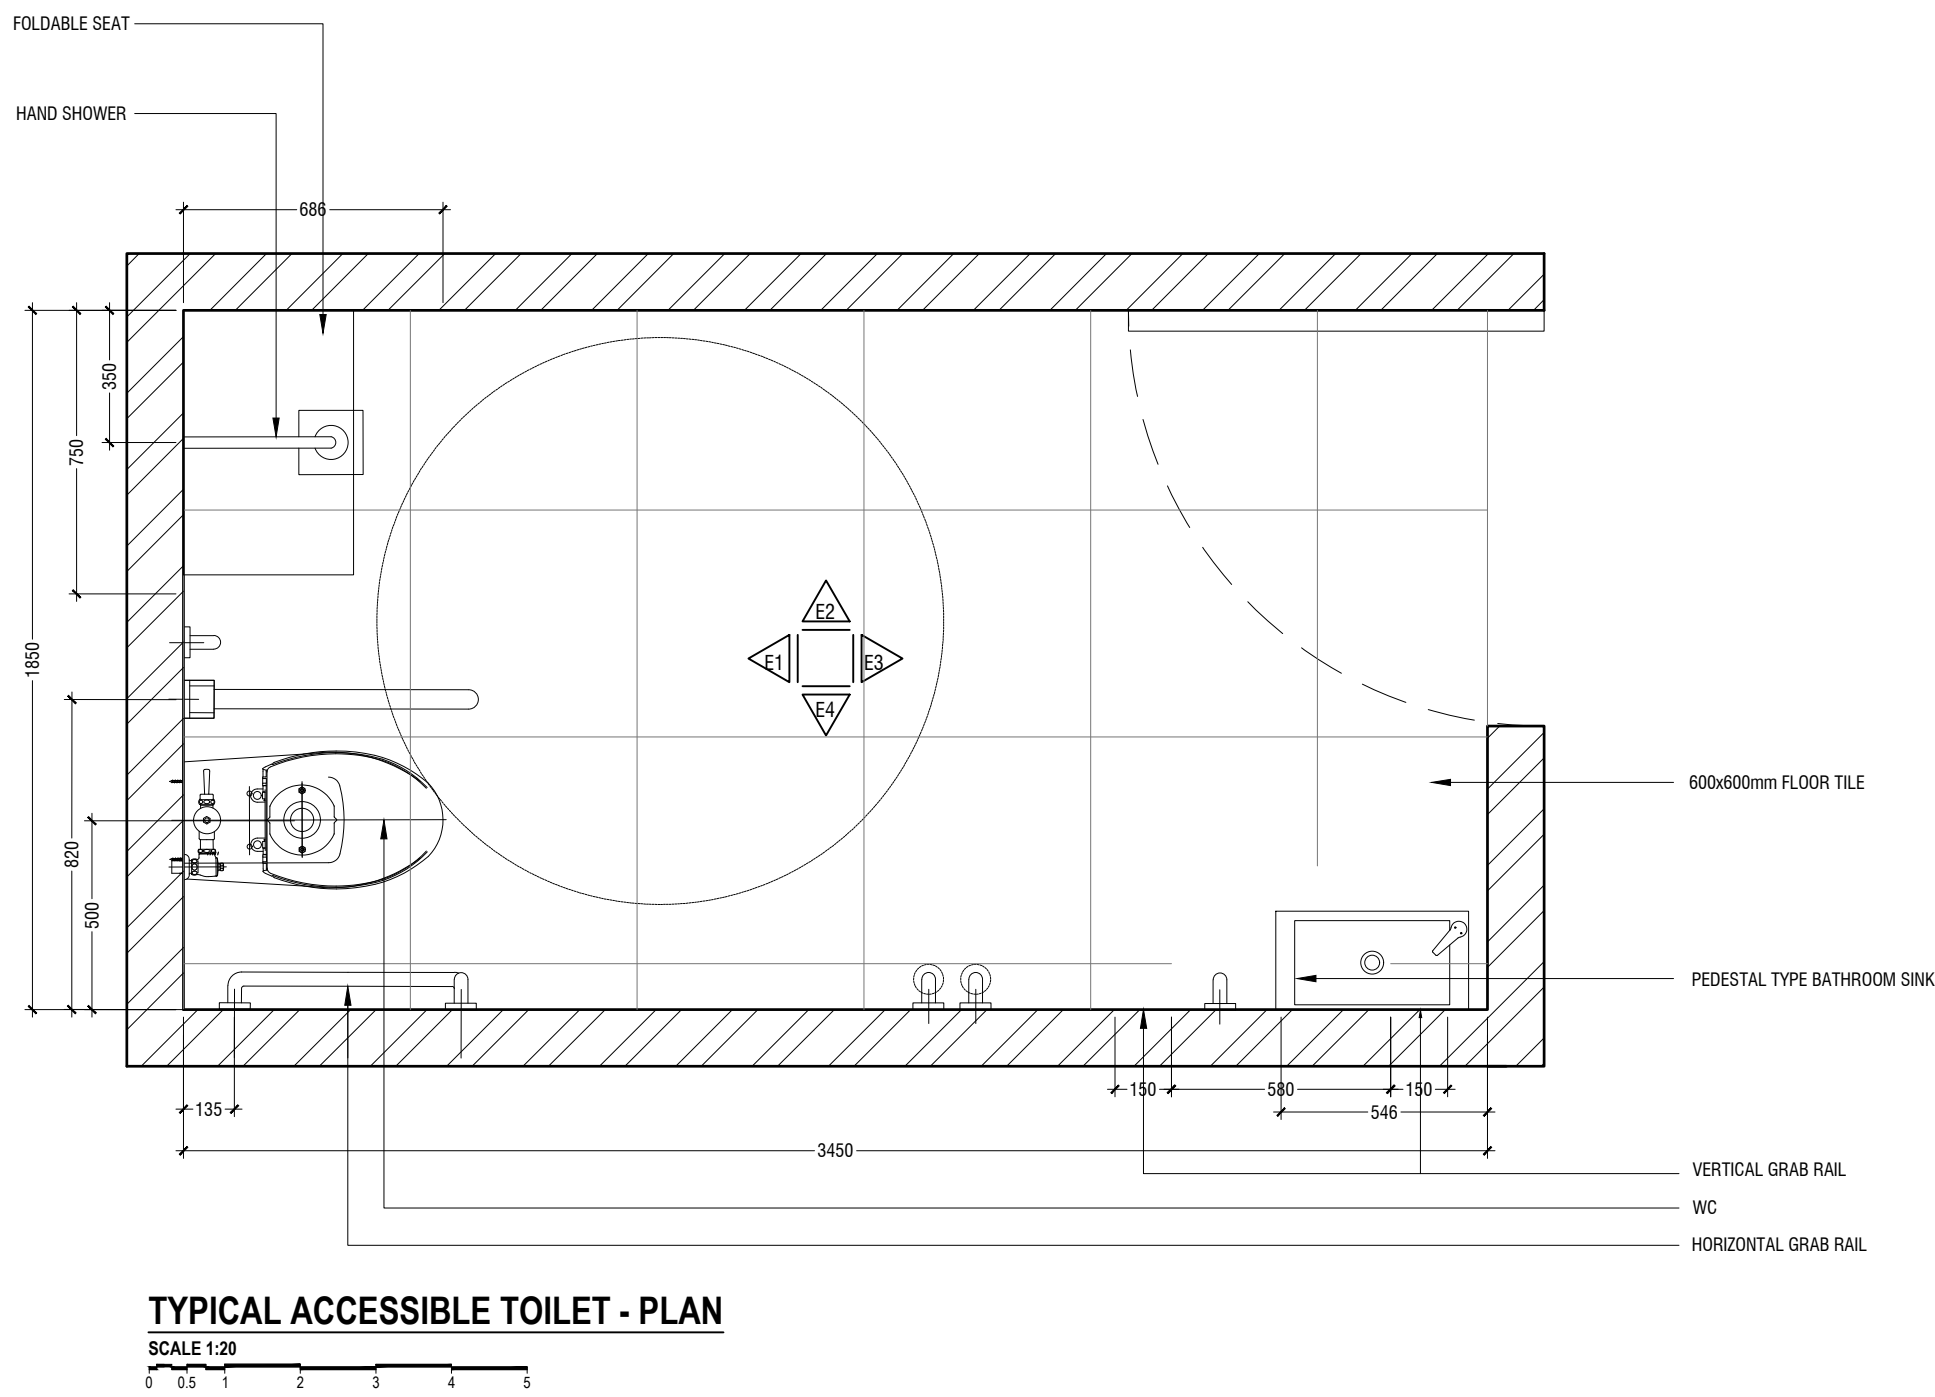 FOLDABLE SEAT
HAND SHOWER
686
350
750
1850
820
500
E2
E1
E3
E4
600x600mm FLOOR TILE
PEDESTAL TYPE BATHROOM SINK
150
580
150
135
546
3450
VERTICAL GRAB RAIL
WC
HORIZONTAL GRAB RAIL
TYPICAL ACCESSIBLE TOILET - PLAN
SCALE 1:20
0 0.5 1 2 3 4 5